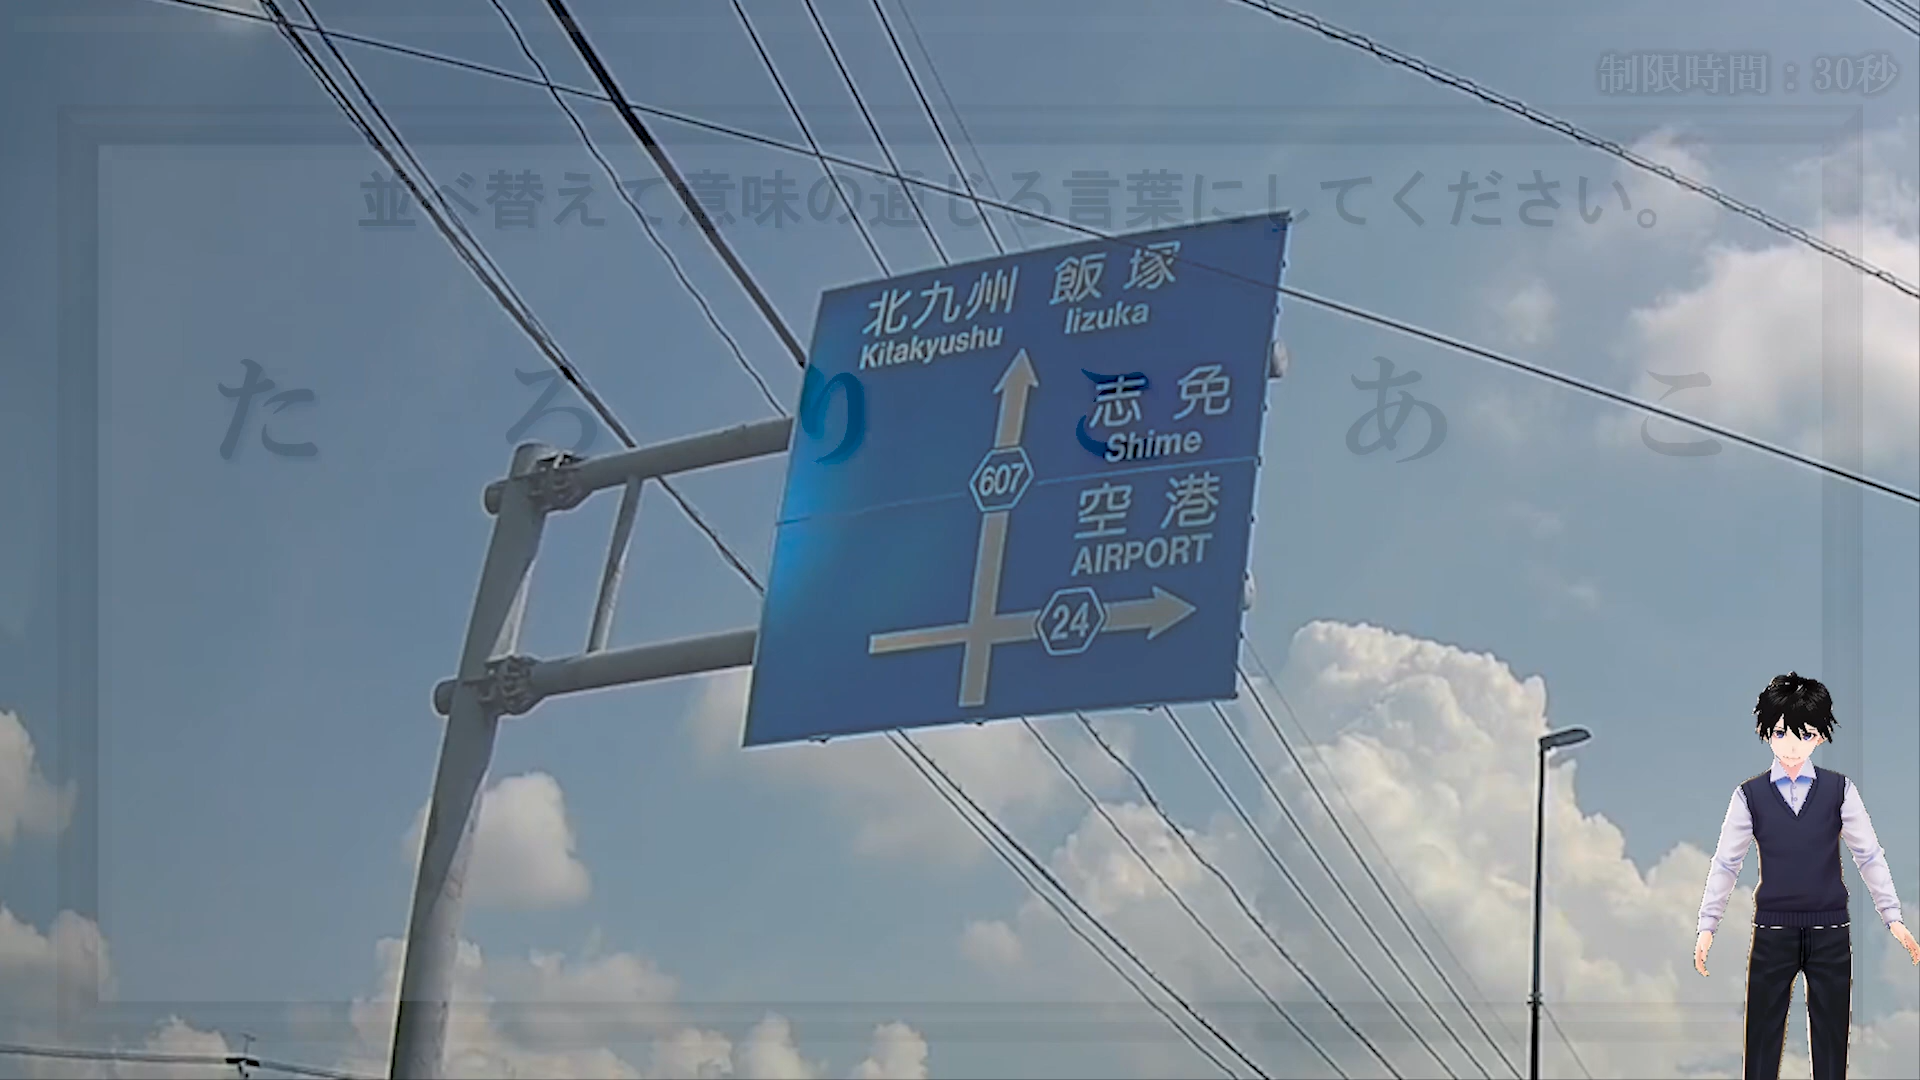 制限時間：30秒
並べ替えて意味の通じる言葉にしてください。
北九州 飯塚
Kitakyushu Iizuka
た ろ り こ あ こ
志免
Shime
607
空港
AIRPORT
24